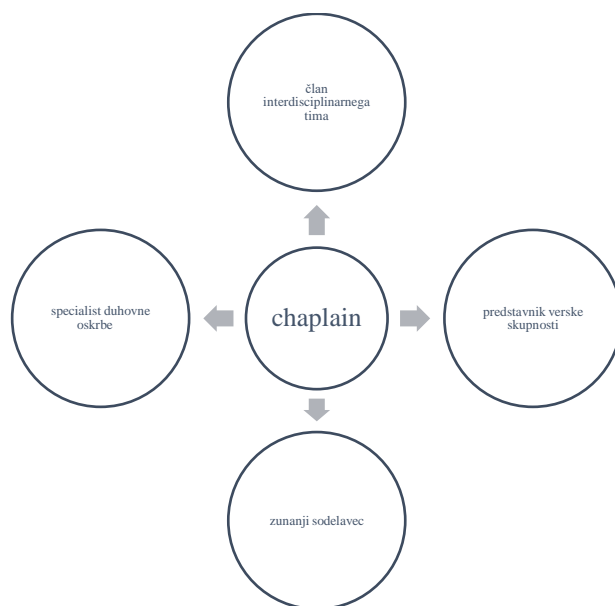 član
interdisciplinarnega
tima
specialist duhovne
oskrbe
chaplain
predstavnik verske
skupnosti
zunanji sodelavec